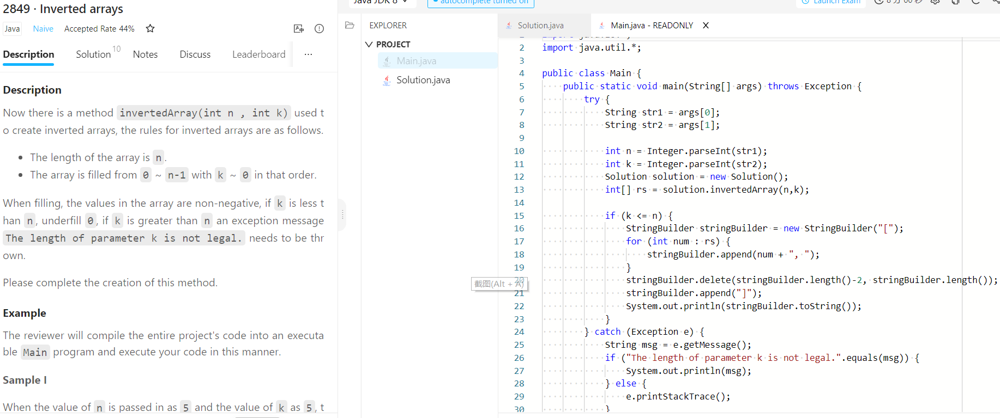 2849 · Inverted arrays
Java Naive Accepted Rate 44%
Description Solution 10 Notes Discuss Leaderboard ...
Description
Now there is a method invertedArray(int n , int k) used t
o create inverted arrays, the rules for inverted arrays are as follows.
• The length of the array is n.
• The array is filled from 0 ~ n-1 with k ~ 0 in that order.
When filling, the values in the array are non-negative, if k is less t
han n, underfill 0, if k is greater than n an exception message
The length of parameter k is not legal. needs to be thr
own.
Please complete the creation of this method.
Example
The reviewer will compile the entire project's code into an executa
ble Main program and execute your code in this manner.
Sample I
When the value of n is passed in as 5 and the value of k as 5, t
Java JDK 8
autocomplete turned on
Launch Exam
8 分 00 秒
EXPLORER
PROJECT
Main.java
Solution.java
截图(Alt + A)
Solution.java
Main.java - READONLY
2 import java.util.*;
3
4 public class Main {
5 public static void main(String[] args) throws Exception {
6 try {
7 String str1 = args[0];
8 String str2 = args[1];
9
10 int n = Integer.parseInt(str1);
11 int k = Integer.parseInt(str2);
12 Solution solution = new Solution();
13 int[] rs = solution.invertedArray(n,k);
14
15 if (k <= n) {
16 StringBuilder stringBuilder = new StringBuilder("[");
17 for (int num : rs) {
18 stringBuilder.append(num + ", ");
19 }
20 stringBuilder.delete(stringBuilder.length()-2, stringBuilder.length());
21 stringBuilder.append("]");
22 System.out.println(stringBuilder.toString());
23 }
24 } catch (Exception e) {
25 String msg = e.getMessage();
26 if ("The length of parameter k is not legal.".equals(msg)) {
27 System.out.println(msg);
28 } else {
29 e.printStackTrace();
30 }